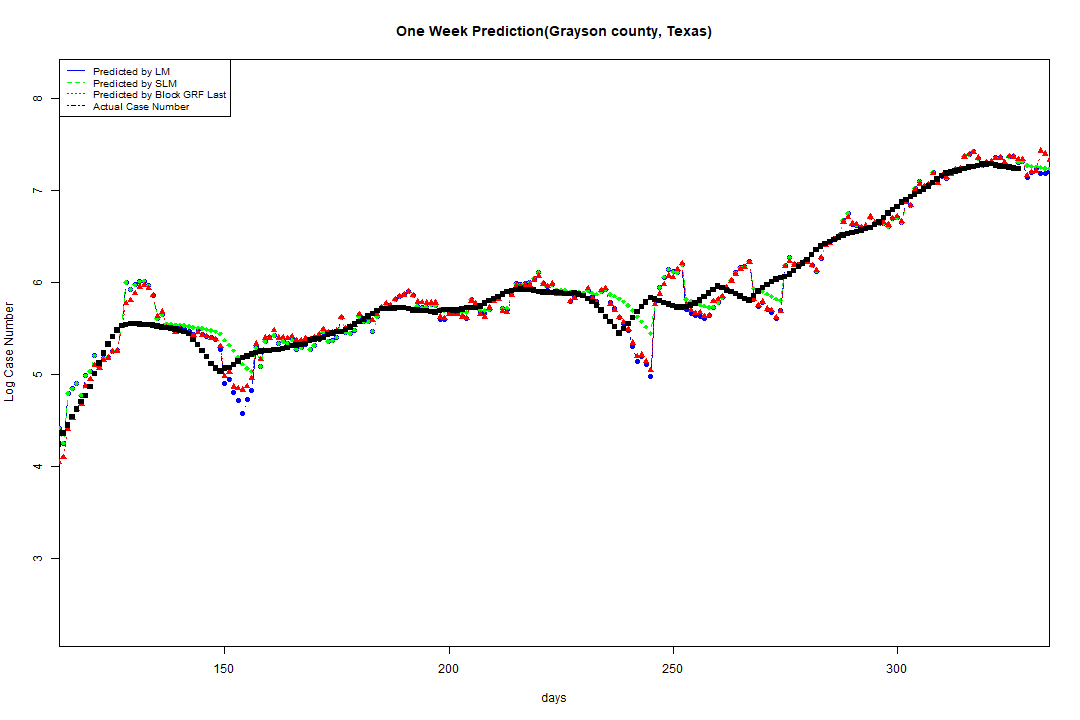 One Week Prediction(Grayson county, Texas)
Predicted by LM
Predicted by SLM
Predicted by Block GRF Last
Actual Case Number
8
7
6
5
4
3
Log Case Number
150 200 250 300
days